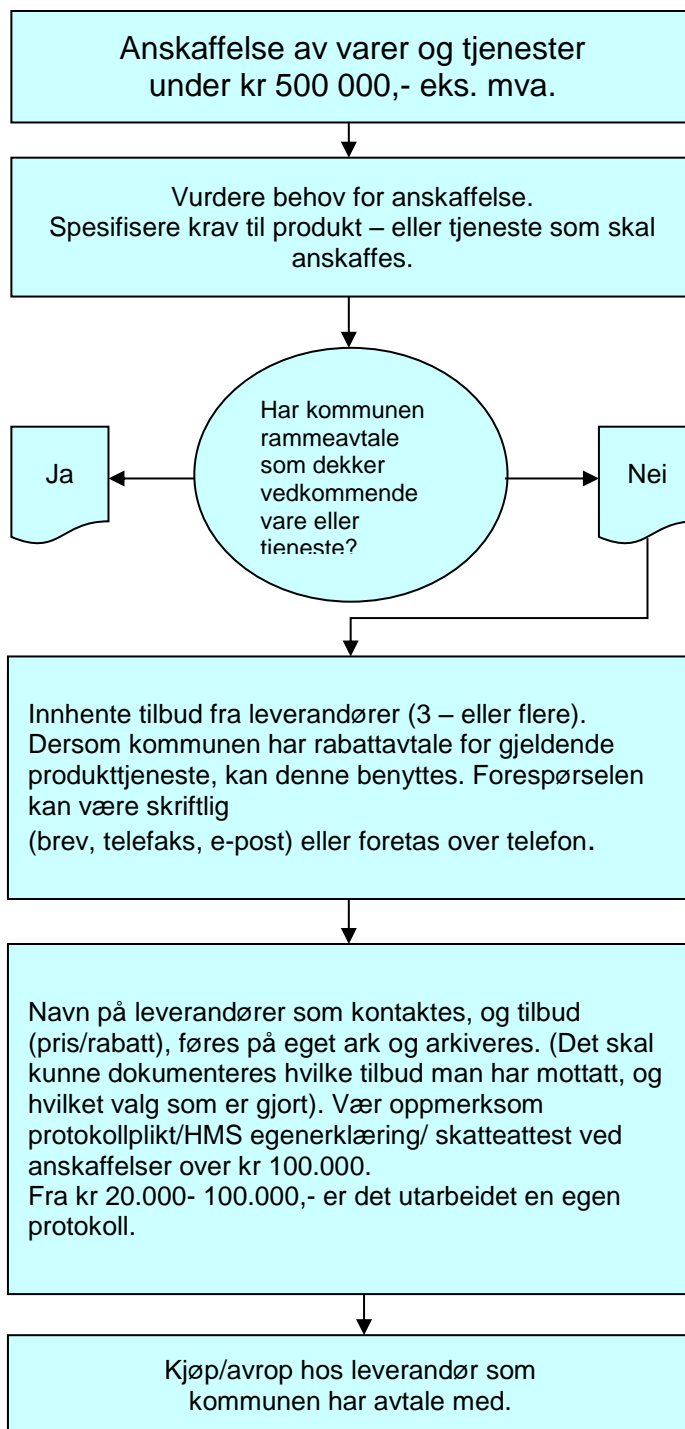 Anskaffelse av varer og tjenester
under kr 500 000,- eks. mva.
Vurdere behov for anskaffelse.
Spesifisere krav til produkt – eller tjeneste som skal
anskaffes.
Har kommunen
rammeavtale
som dekker
vedkommende
vare eller
tjeneste?
Ja
Nei
Innhente tilbud fra leverandører (3 – eller flere).
Dersom kommunen har rabattavtale for gjeldende
produkttjeneste, kan denne benyttes. Forespørselen
kan være skriftlig
(brev, telefaks, e-post) eller foretas over telefon.
Navn på leverandører som kontaktes, og tilbud
(pris/rabatt), føres på eget ark og arkiveres. (Det skal
kunne dokumenteres hvilke tilbud man har mottatt, og
hvilket valg som er gjort). Vær oppmerksom
protokollplikt/HMS egenerklæring/ skatteattest ved
anskaffelser over kr 100.000.
Fra kr 20.000- 100.000,- er det utarbeidet en egen
protokoll.
Kjøp/avrop hos leverandør som
kommunen har avtale med.